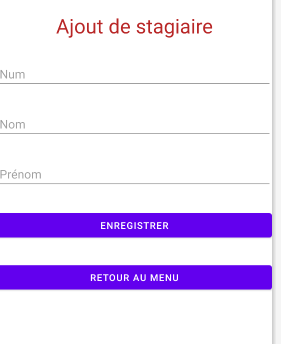 Ajout de stagiaire
Num
Nom
Prénom
ENREGISTRER
RETOUR AU MENU